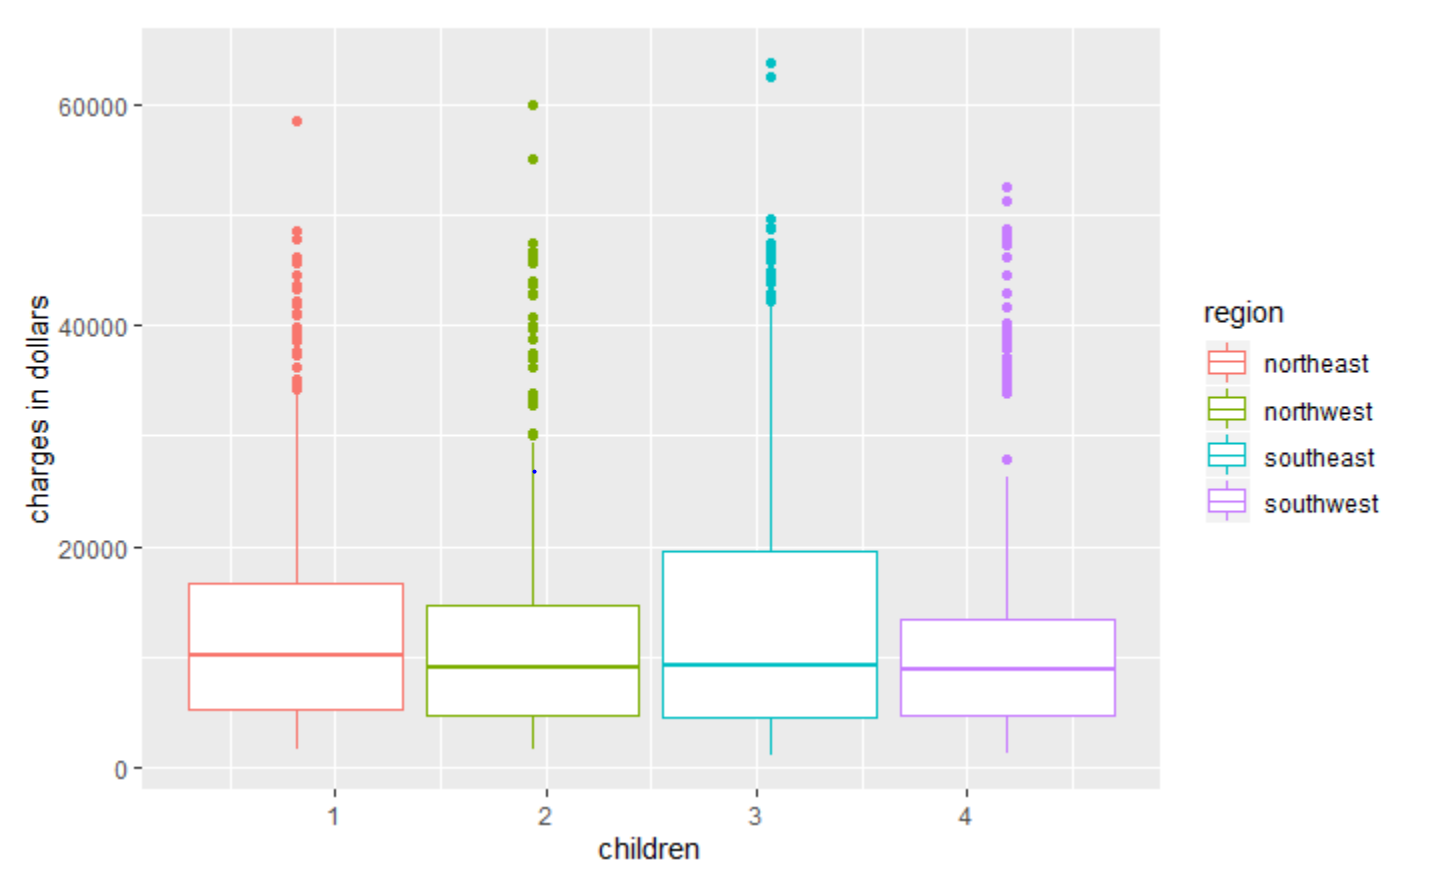 60000
40000
20000
0
charges in dollars
1 2 3 4
children
region
northeast
northwest
southeast
southwest